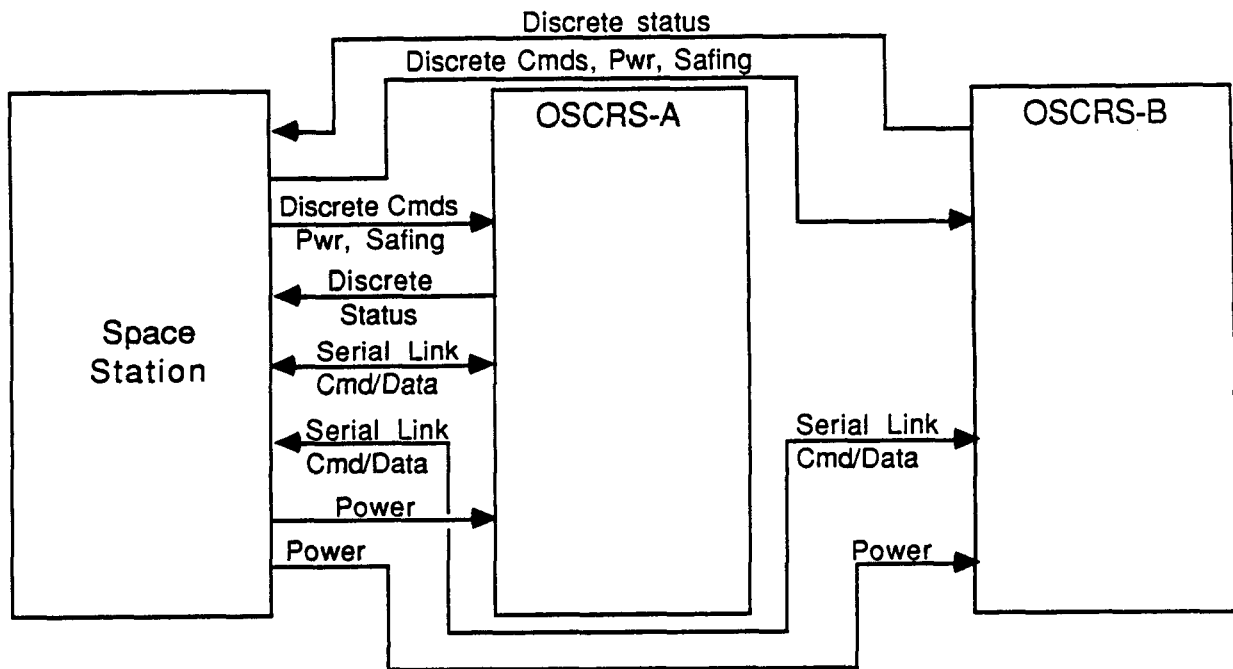 Discrete status
Discrete Cmds, Pwr, Safing
OSCRS-A
OSCRS-B
Discrete Cmds
Pwr, Safing
Discrete
Status
Space
Station
Serial Link
Cmd/Data
Serial Link
Cmd/Data
Serial Link
Cmd/Data
Power
Power
Power